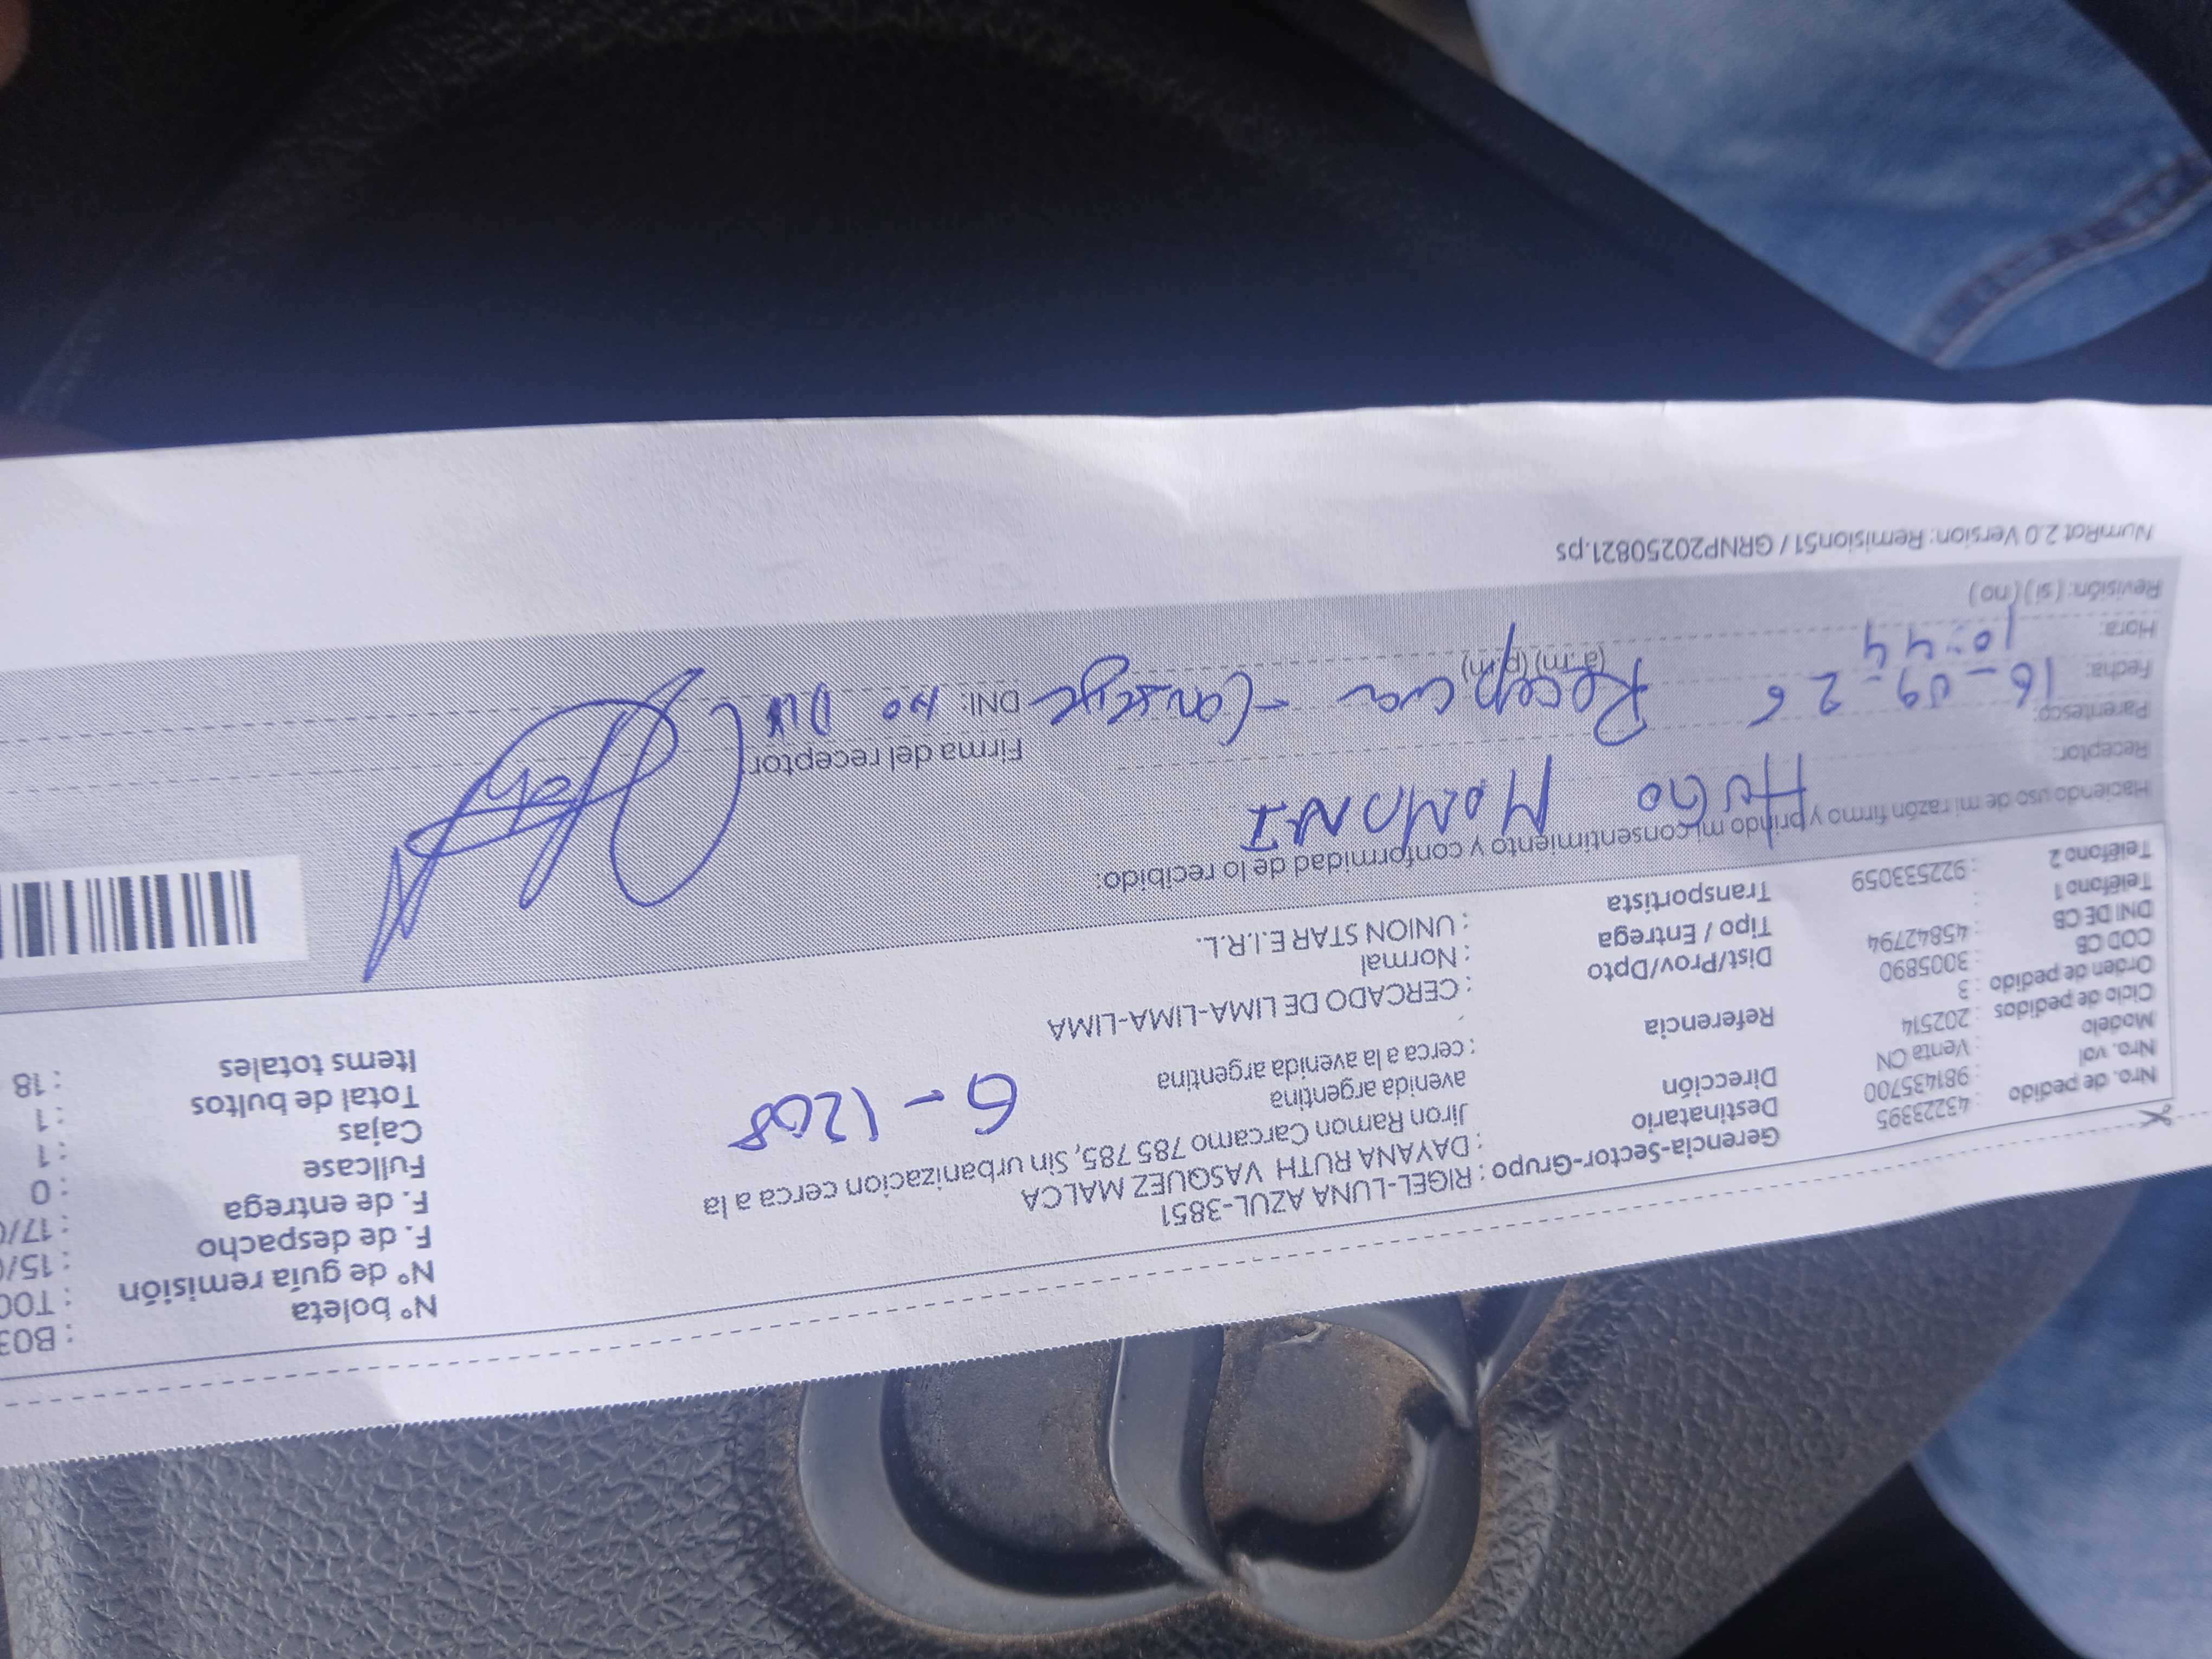 Gerencia-Sector-Grupo : RIGEL-LUNA AZUL-3851
Nro. de pedido : 43223395
Nro. val : 981435700
Modelo : Venta CN
Ciclo de pedidos : 202514
Orden de pedido : 3
COD CB : 3005890
DNI DE CB : 45842794
Teléfono 1 :
Teléfono 2 : 922533059
Destinatario : DAYANA RUTH VASQUEZ MALCA
Dirección : Jiron Ramon Carcamo 785 785, Sin urbanizacion cerca a la
avenida argentina
Referencia : cerca a la avenida argentina
Dist/Prov/Dpto : CERCADO DE LIMA-LIMA-LIMA
Tipo / Entrega : Normal
Transportista : UNION STAR E.I.R.L.
G-1208
Nº boleta : B03
Nº de guía remisión : T00
F. de despacho : 15/0
F. de entrega : 17/0
Fullcase : 0
Cajas : 1
Total de bultos : 1
Items totales : 18
Haciendo uso de mi razón firmo y brindo mi consentimiento y conformidad de lo recibido:
Receptor: HUGO
Parentesco:
Firma del receptor:
Fecha: 16-09-25
DNI: no
Hora: 10:44 (a.m) (p.m)
Revisión: (si) (no)
NumRot 2.0 Version: Remision51 / GRNP20250821.ps